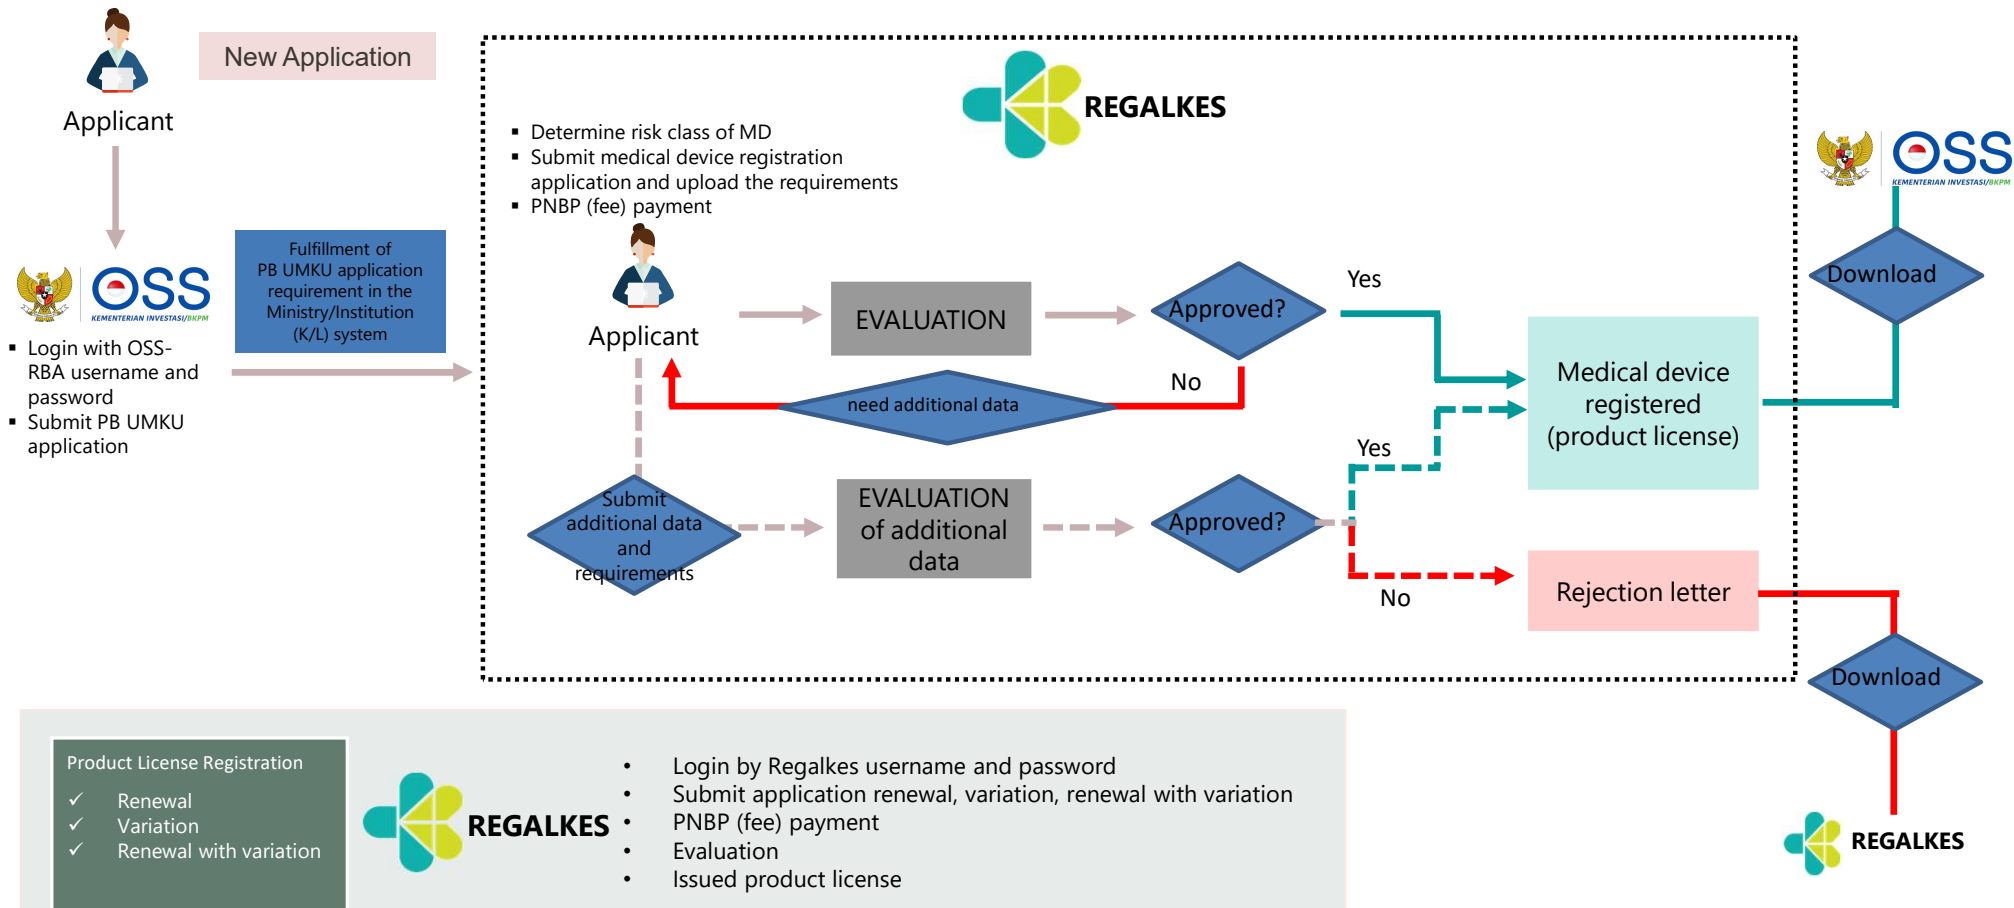 New Application
Applicant
OSS
KEMENTERIAN INVESTASI/BKPM
▪ Login with OSS-
RBA username and
password
▪ Submit PB UMKU
application
Fulfillment of
PB UMKU application
requirement in the
Ministry/Institution
(K/L) system
REGALKES
▪ Determine risk class of MD
▪ Submit medical device registration
application and upload the requirements
▪ PNBP (fee) payment
Applicant
EVALUATION
Approved?
Yes
No
need additional data
Submit
additional data
and
requirements
EVALUATION
of additional
data
Approved?
Yes
No
Medical device
registered
(product license)
Rejection letter
OSS
KEMENTERIAN INVESTASI/BKPM
Download
Download
REGALKES
Product License Registration
✓ Renewal
✓ Variation
✓ Renewal with variation
REGALKES
• Login by Regalkes username and password
• Submit application renewal, variation, renewal with variation
• PNBP (fee) payment
• Evaluation
• Issued product license